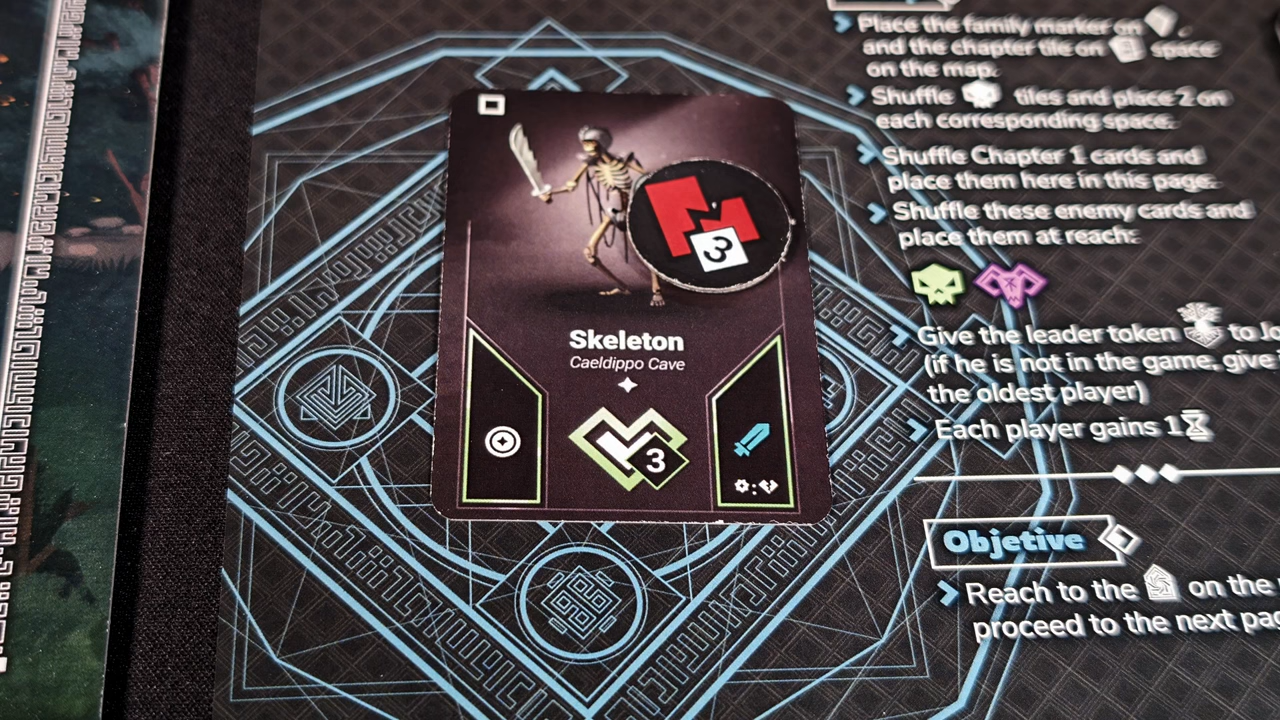 Skeleton
Caeldippo Cave
3
3
Place the family marker on
and the chapter tile on space
on the map.
Shuffle tiles and place 2 on
each corresponding space.
Shuffle Chapter 1 cards and
place them here in this page.
Shuffle these enemy cards and
place them at reach:
Give the leader token to
(if he is not in the game, give
the oldest player)
Each player gains 1
Objetive
Reach to the on the
proceed to the next